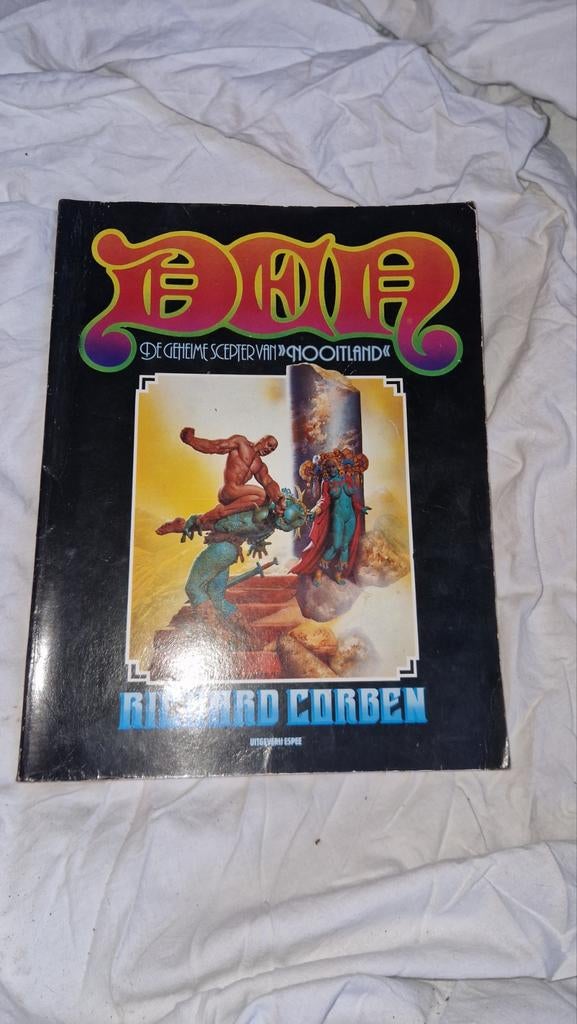 DEN
DE GEHEIME SCEPTER VAN »NOOITLAND«
RICHARD CORBEN
UITGEVERIJ ESPEE